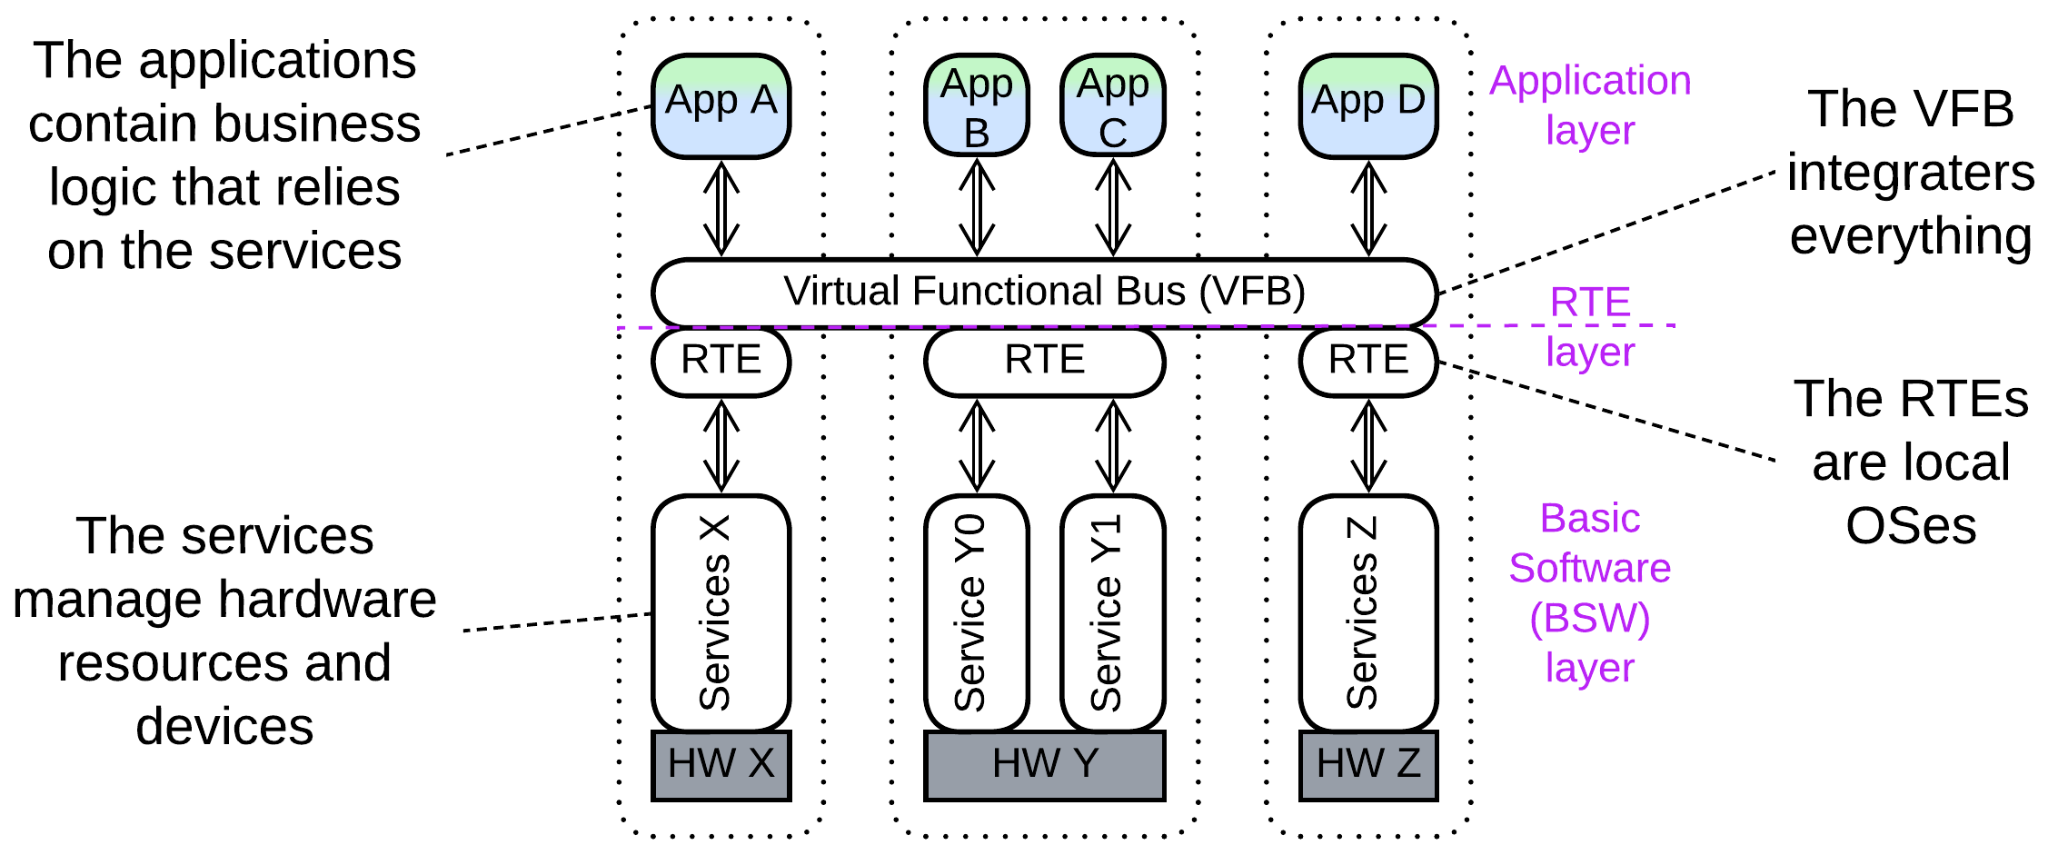 The applications
contain business
logic that relies
on the services
App A
App
B
App
C
App D
Application
layer
The VFB
integraters
everything
Virtual Functional Bus (VFB)
RTE
layer
RTE
RTE
RTE
The RTEs
are local
OSes
The services
manage hardware
resources and
devices
Services X
Service Y0
Service Y1
Services Z
Basic
Software
(BSW)
layer
HW X
HW Y
HW Z